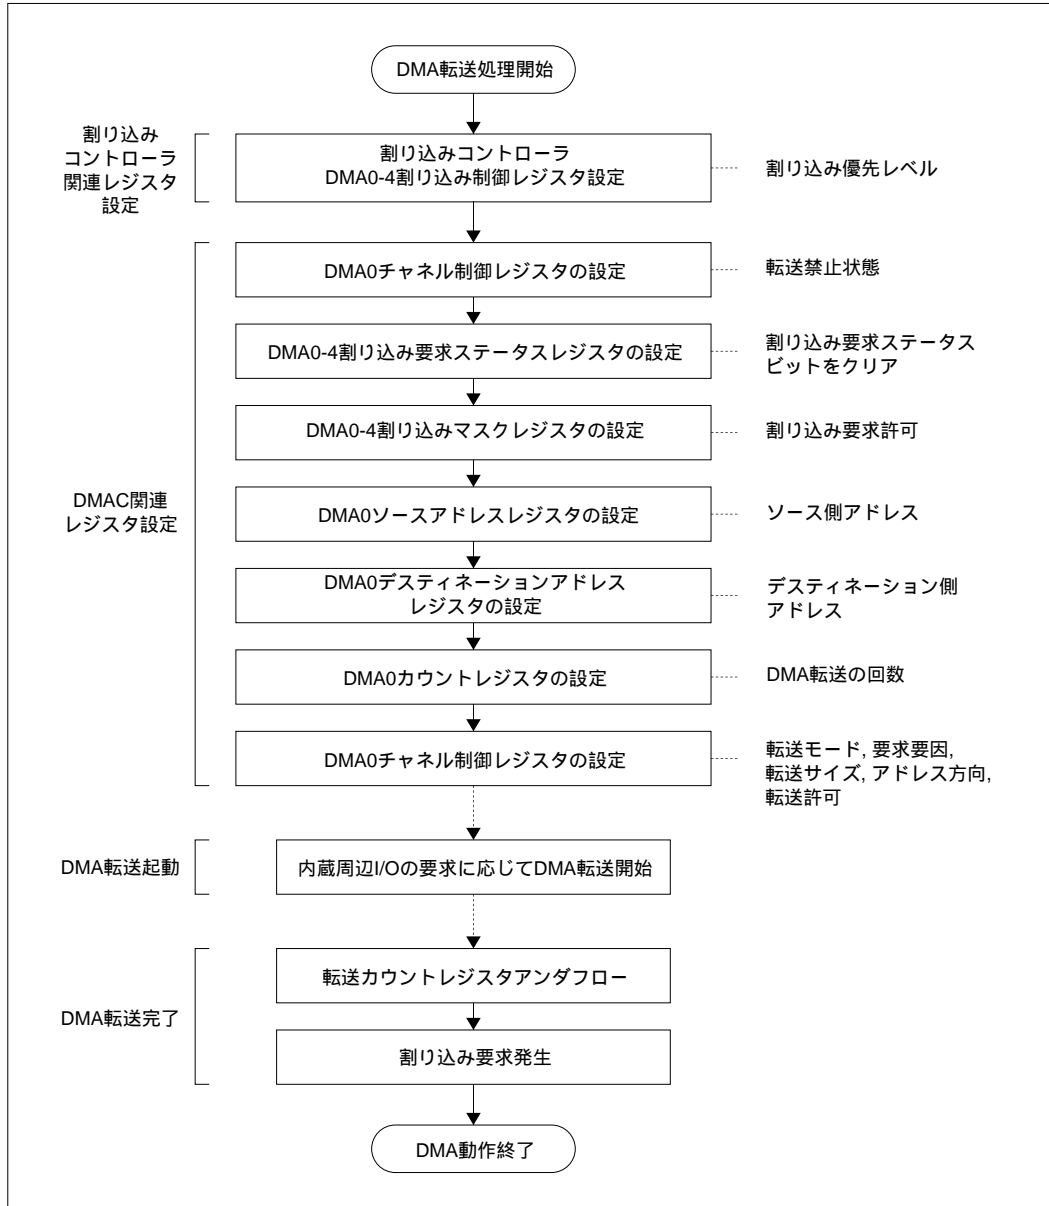 DMA転送処理開始
割り込み
コントローラ
関連レジスタ
設定
割り込みコントローラ
DMA0-4割り込み制御レジスタ設定
割り込み優先レベル
DMAC関連
レジスタ設定
DMA0チャネル制御レジスタの設定
転送禁止状態
DMA0-4割り込み要求ステータスレジスタの設定
割り込み要求ステータス
ビットをクリア
DMA0-4割り込みマスクレジスタの設定
割り込み要求許可
DMA0ソースアドレスレジスタの設定
ソース側アドレス
DMA0デスティネーションアドレス
レジスタの設定
デスティネーション側
アドレス
DMA0カウントレジスタの設定
DMA転送の回数
DMA0チャネル制御レジスタの設定
転送モード, 要求要因,
転送サイズ, アドレス方向,
転送許可
DMA転送起動
内蔵周辺I/Oの要求に応じてDMA転送開始
DMA転送完了
転送カウントレジスタアンダフロー
割り込み要求発生
DMA動作終了